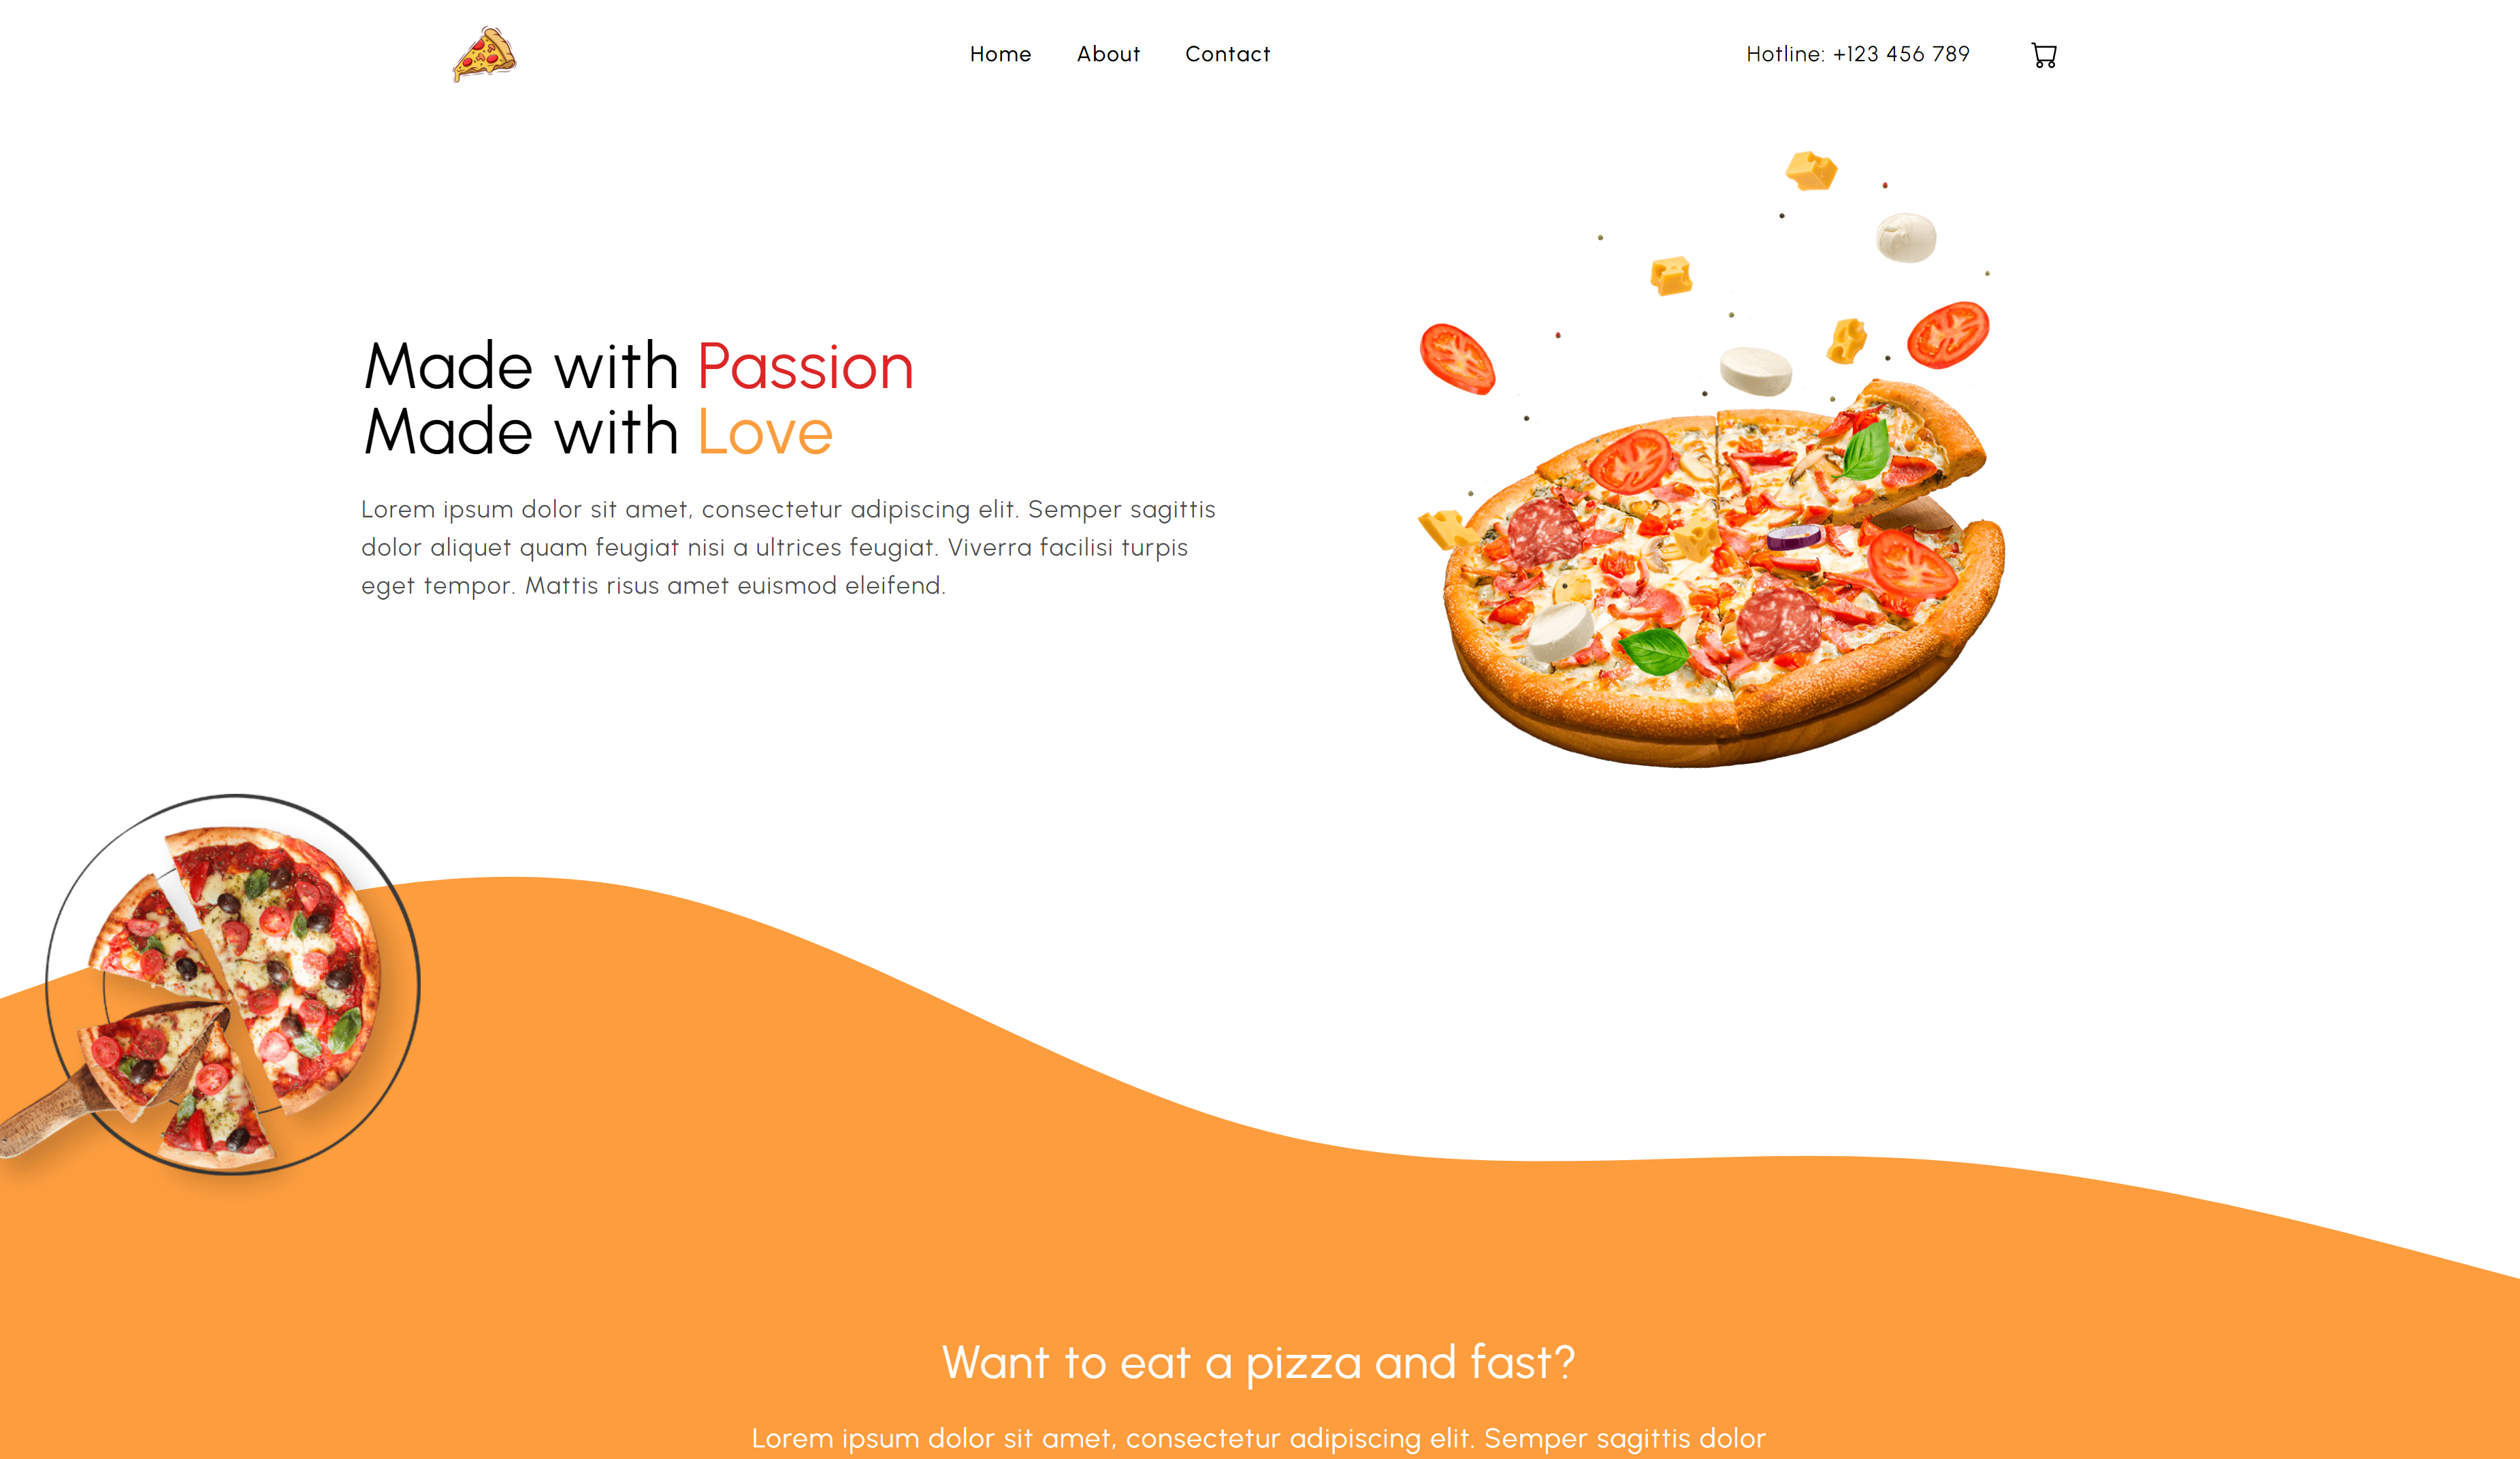 Home About Contact Hotline: +123 456 789
Made with Passion
Made with Love
Lorem ipsum dolor sit amet, consectetur adipiscing elit. Semper sagittis
dolor aliquet quam feugiat nisi a ultrices feugiat. Viverra facilisi turpis
eget tempor. Mattis risus amet euismod eleifend.
Want to eat a pizza and fast?
Lorem ipsum dolor sit amet, consectetur adipiscing elit. Semper sagittis dolor